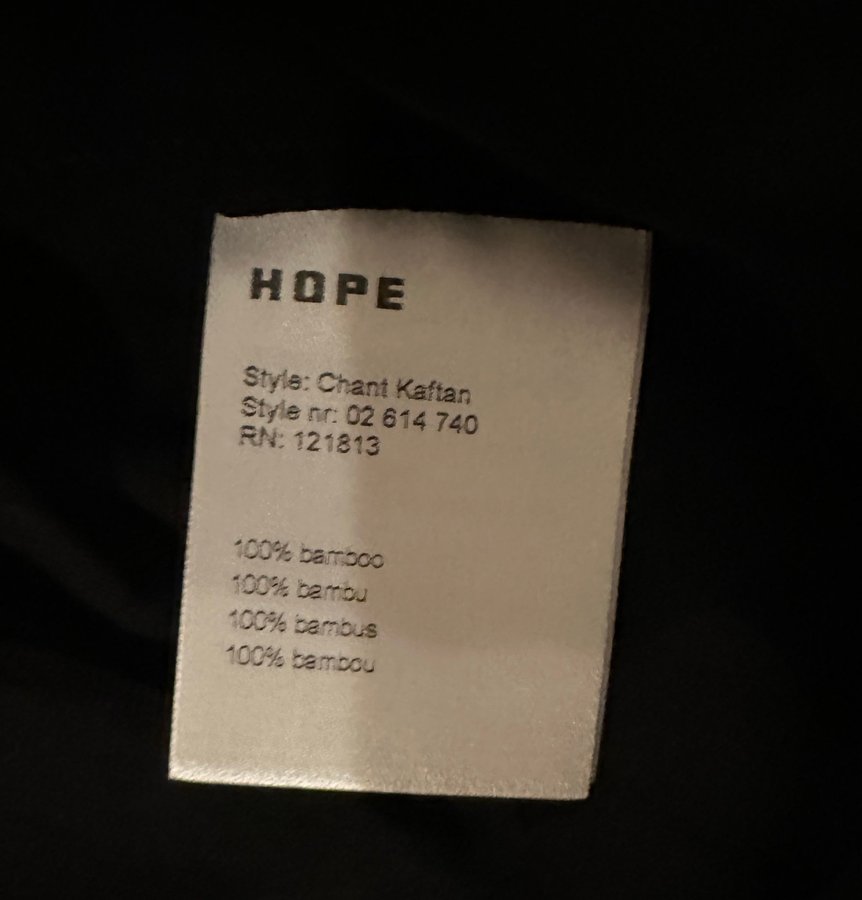 HOPE
Style: Chant Kaftan
Style nr: 02 614 740
RN: 121813
100% bamboo
100% bambu
100% bambus
100% bambou